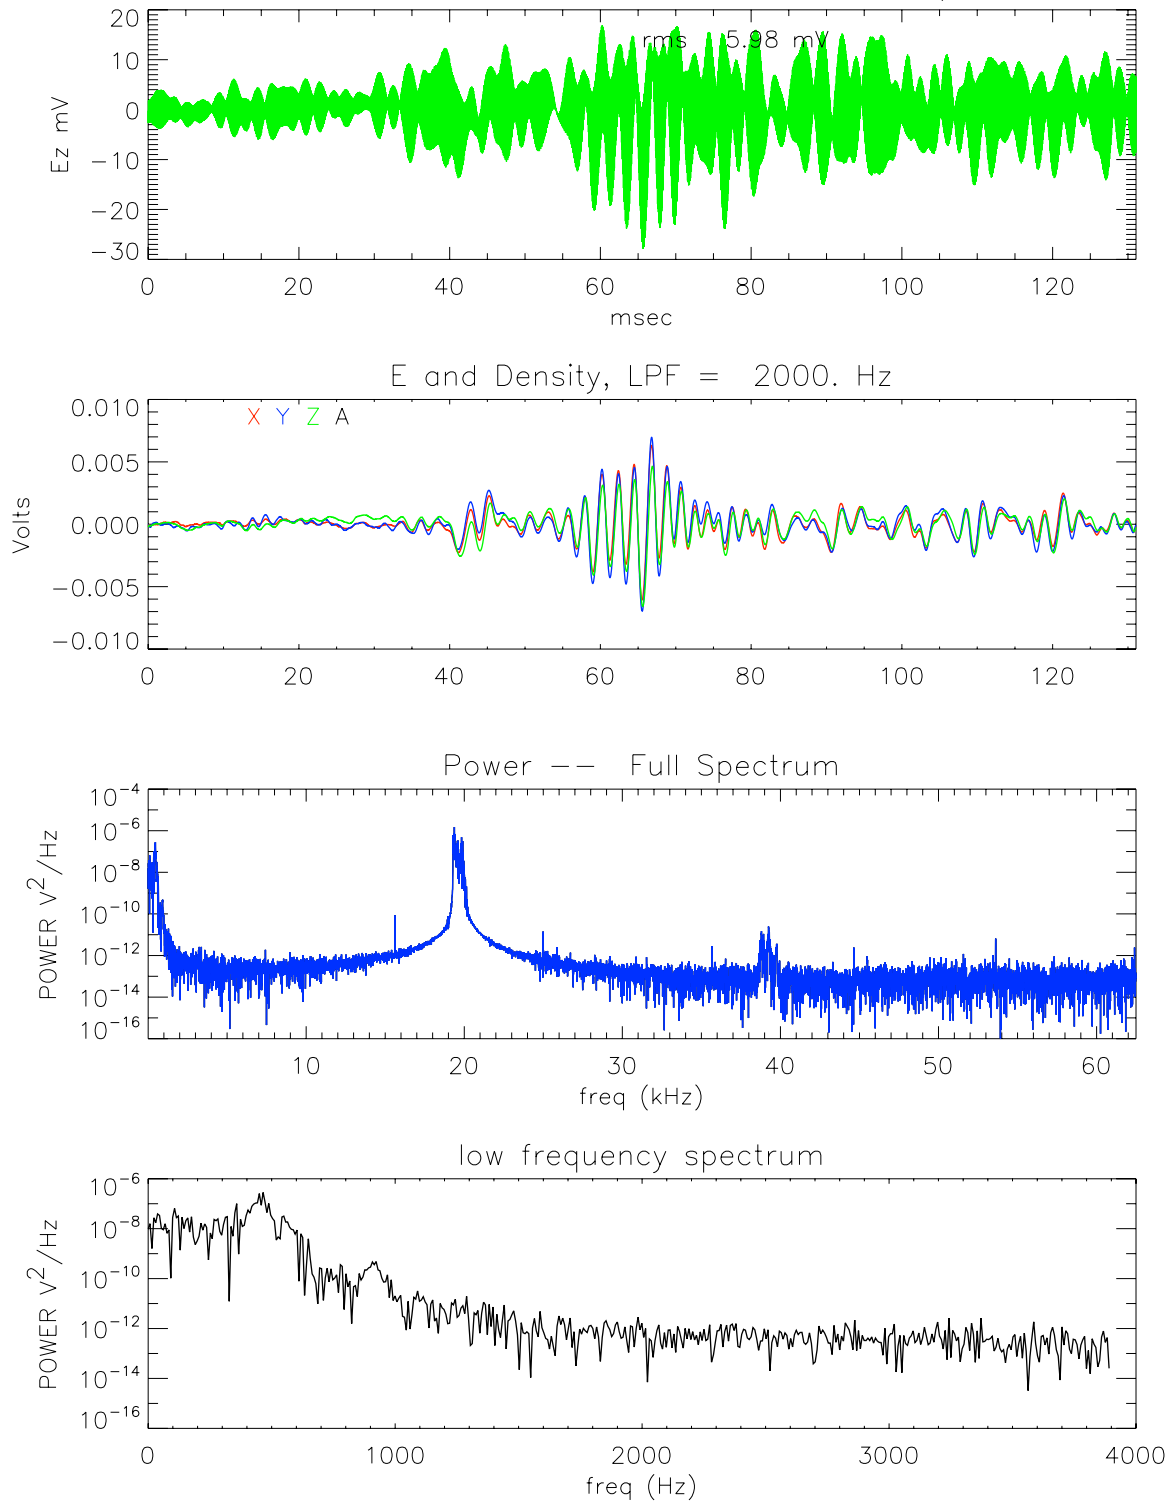 20
10
0
−10
−20
−30
Ez mV
rms 5.98 mV
0 20 40 60 80 100 120
msec
E and Density, LPF = 2000. Hz
0.010
0.005
0.000
−0.005
−0.010
Volts
X Y Z A
0 20 40 60 80 100 120
Power −− Full Spectrum
10^−4
10^−6
10^−8
10^−10
10^−12
10^−14
10^−16
POWER V^2/Hz
10 20 30 40 50 60
freq (kHz)
low frequency spectrum
10^−6
10^−8
10^−10
10^−12
10^−14
10^−16
POWER V^2/Hz
0 1000 2000 3000 4000
freq (Hz)